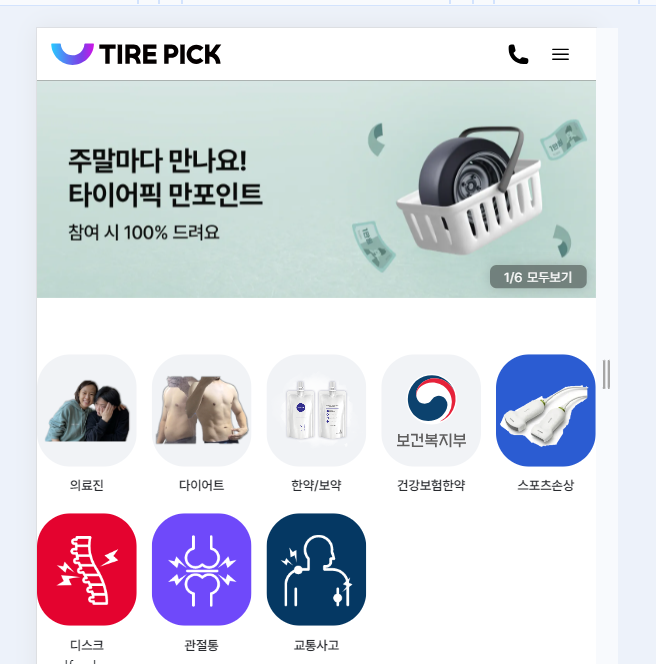 TIRE PICK
주말마다 만나요!
타이어픽 만포인트
참여 시 100% 드려요
1/6 모두보기
보건복지부
의료진
다이어트
한약/보약
건강보험한약
스포츠손상
디스크
관절통
교통사고